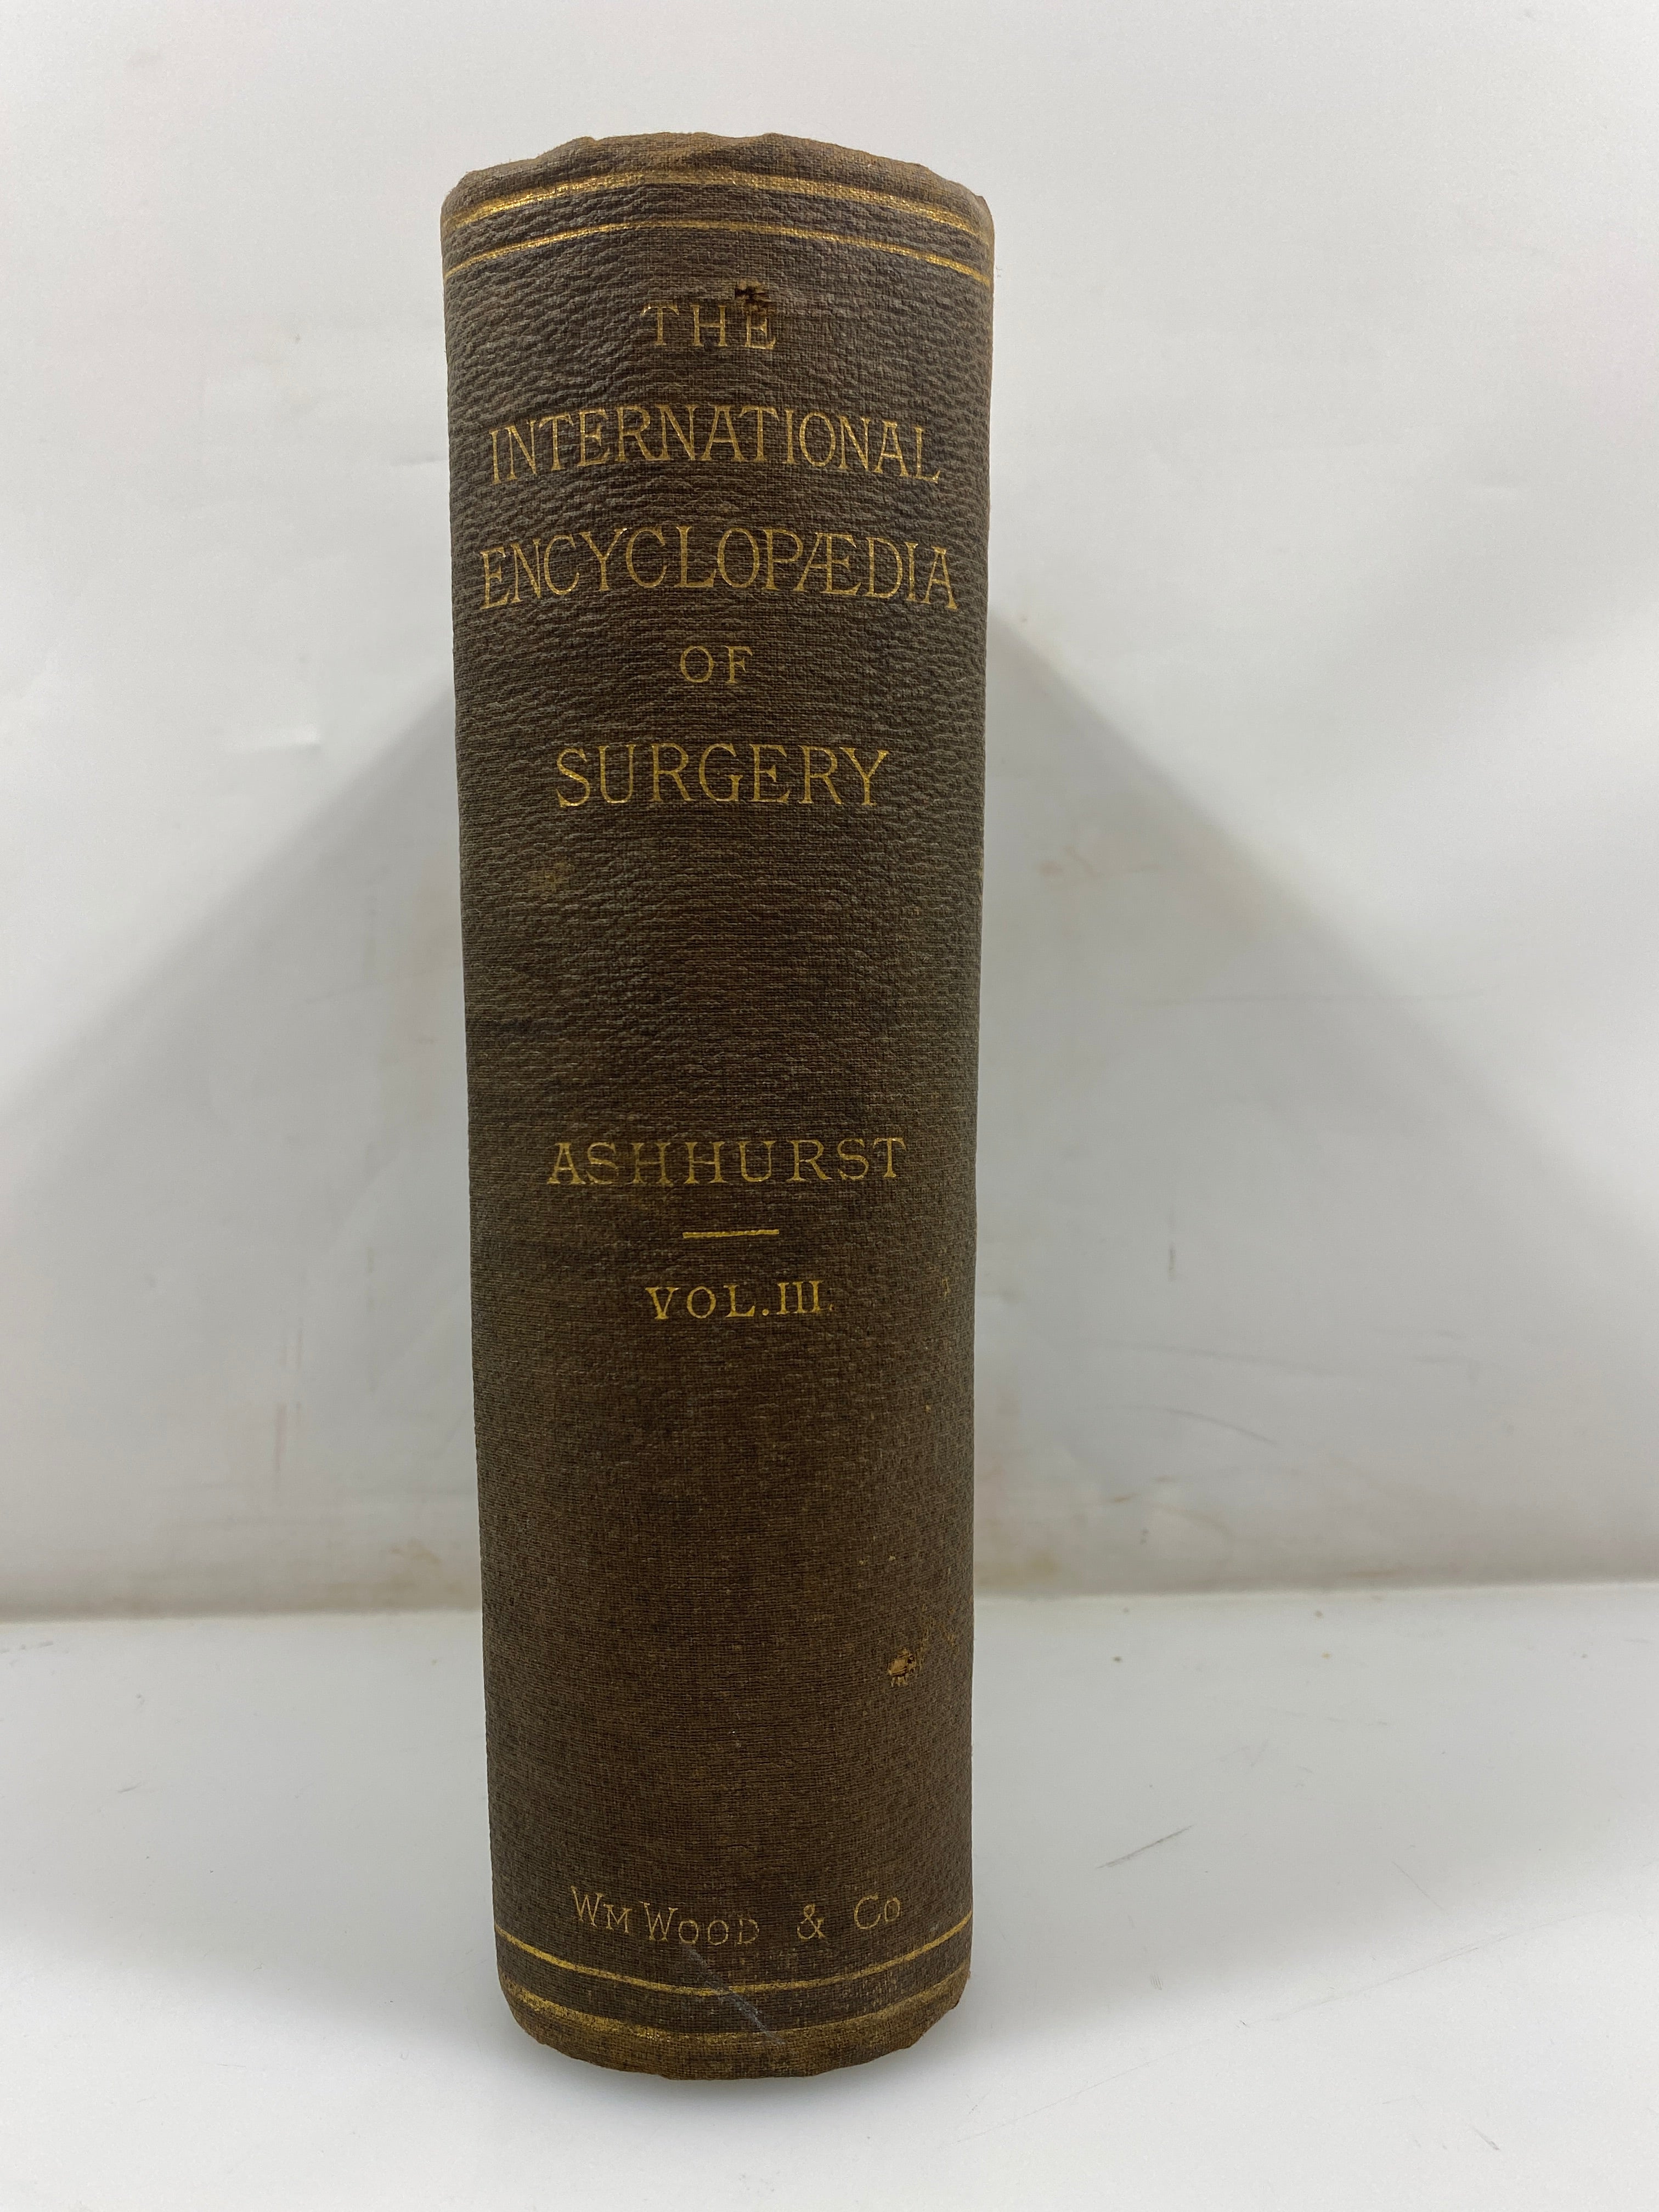 THE
INTERNATIONAL
ENCYCLOPÆDIA
OF
SURGERY
ASHHURST
VOL.III.
WM WOOD & CO